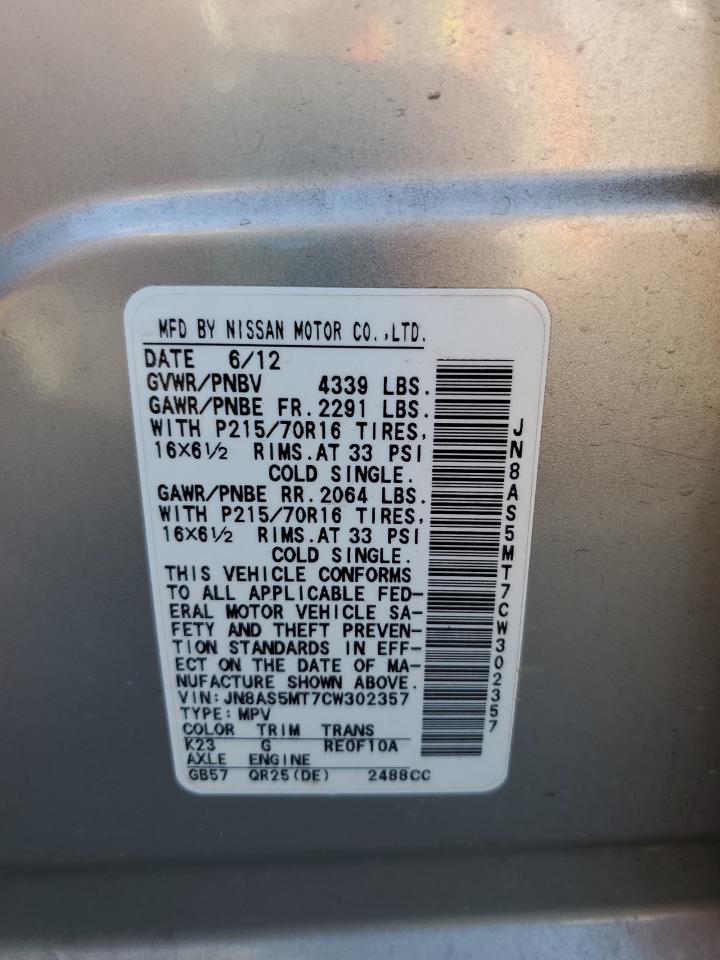 MFD BY NISSAN MOTOR CO.,LTD.
DATE 6/12
GVWR/PNBV 4339 LBS.
GAWR/PNBE FR.2291 LBS.
WITH P215/70R16 TIRES,
16X6½ RIMS.AT 33 PSI
COLD SINGLE.
GAWR/PNBE RR.2064 LBS.
WITH P215/70R16 TIRES,
16X6½ RIMS.AT 33 PSI
COLD SINGLE.
THIS VEHICLE CONFORMS
TO ALL APPLICABLE FED-
ERAL MOTOR VEHICLE SA-
FETY AND THEFT PREVEN-
TION STANDARDS IN EFF-
ECT ON THE DATE OF MA-
NUFACTURE SHOWN ABOVE.
VIN:JN8AS5MT7CW302357
TYPE:MPV
COLOR TRIM TRANS
K23 G RE0F10A
AXLE ENGINE
GB57 QR25(DE) 2488CC
JN8AS5MT7CW302357